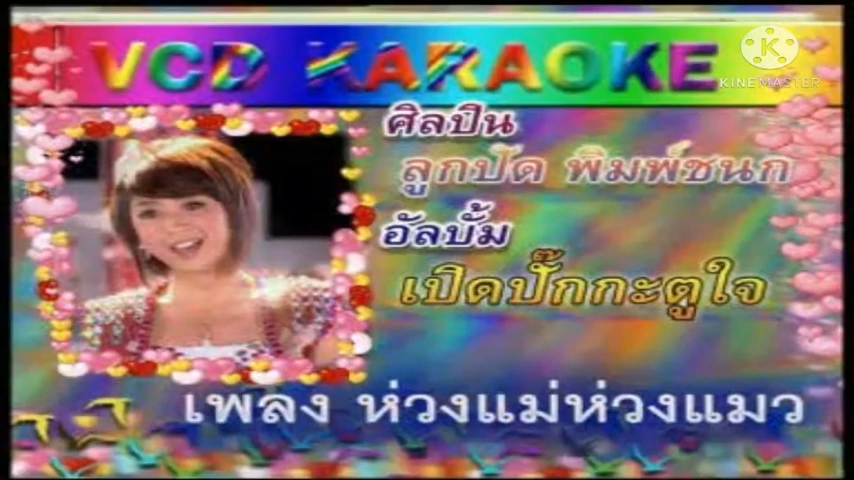 VCD KARAOKE
K
KINEMASTER
ศิลปิน
ลูกปัด พิมพ์ชนก
อัลบั้ม
เปิดปั๊กกะตูใจ
เพลง ห่วงแม่ห่วงแมว